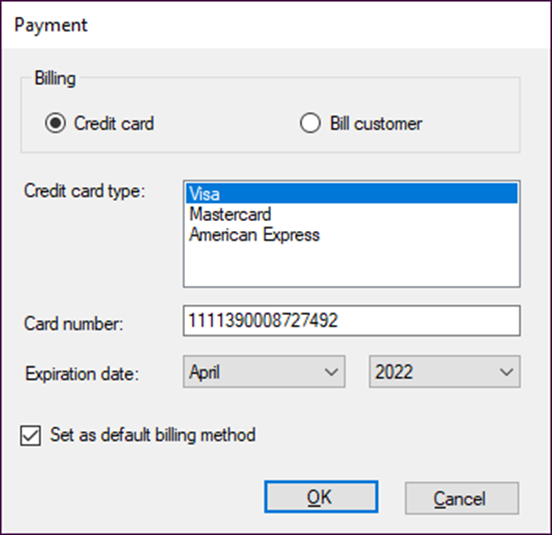 Payment
Billing
Credit card Bill customer
Credit card type: Visa
Mastercard
American Express
Card number: 1111390008727492
Expiration date: April 2022
Set as default billing method
OK Cancel